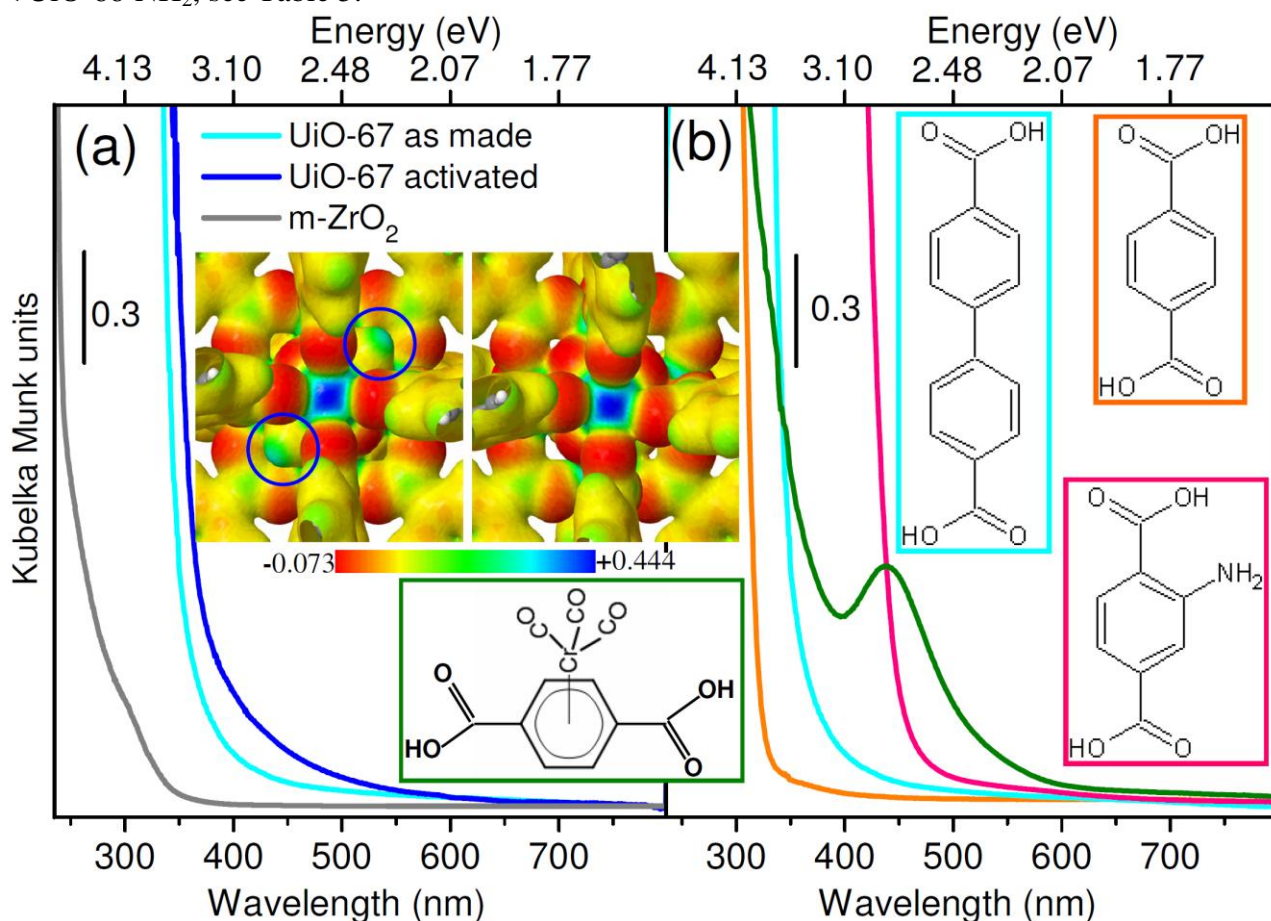 Energy (eV)
4.13 3.10 2.48 2.07 1.77
Energy (eV)
4.13 3.10 2.48 2.07 1.77
(a)
UiO-67 as made
UiO-67 activated
m-ZrO2
0.3
-0.073 +0.444
CO CO CO
Cr
O OH
HO O
(b)
0.3
O OH
HO O
O OH
HO O
O OH
NH2
HO O
Kubelka Munk units
300 400 500 600 700
Wavelength (nm)
300 400 500 600 700
Wavelength (nm)